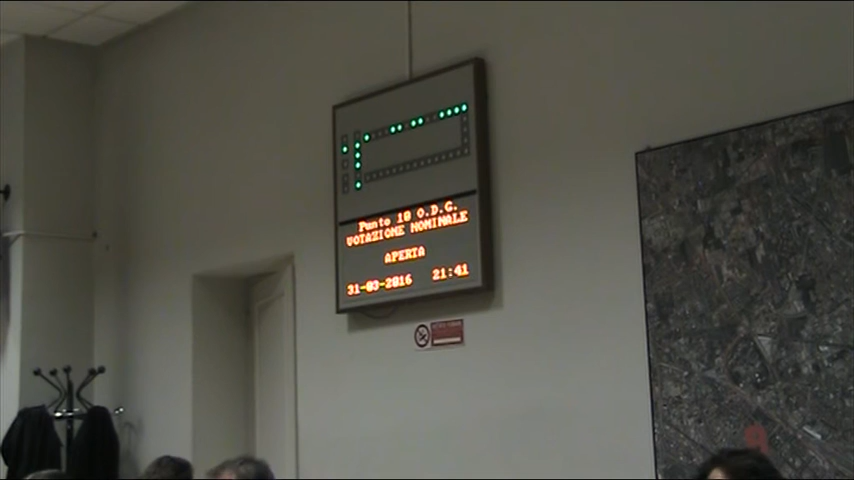 Punto 10 O.D.G.
VOTAZIONE NOMINALE
APERTA
31-03-2016 21:41